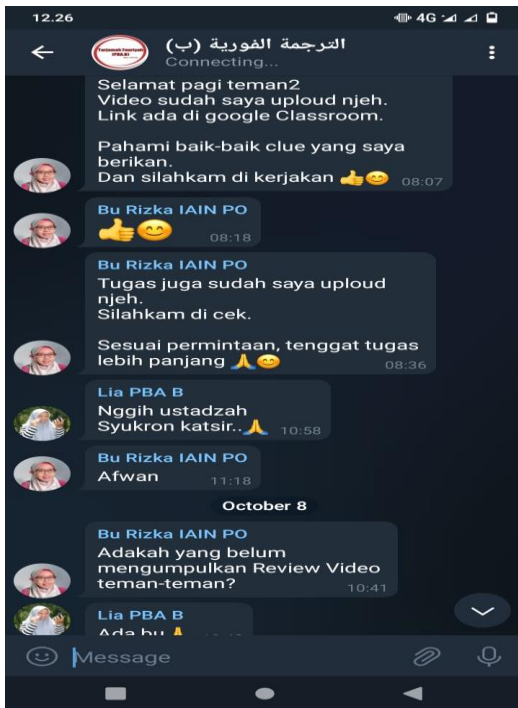 12.26
4G
الترجمة الفورية (ب)
Connecting...
Selamat pagi teman2
Video sudah saya uploud njeh.
Link ada di google Classroom.
Pahami baik-baik clue yang saya
berikan.
Dan silahkam di kerjakan 👍😊 08:07
Bu Rizka IAIN PO
👍😊 08:18
Bu Rizka IAIN PO
Tugas juga sudah saya uploud
njeh.
Silahkam di cek.
Sesuai permintaan, tenggat tugas
lebih panjang 🙏😊 08:36
Lia PBA B
Nggih ustadzah
Syukron katsir..🙏 10:58
Bu Rizka IAIN PO
Afwan 11:18
October 8
Bu Rizka IAIN PO
Adakah yang belum
mengumpulkan Review Video
teman-teman? 10:41
Lia PBA B
Ada bu 🙏
Message